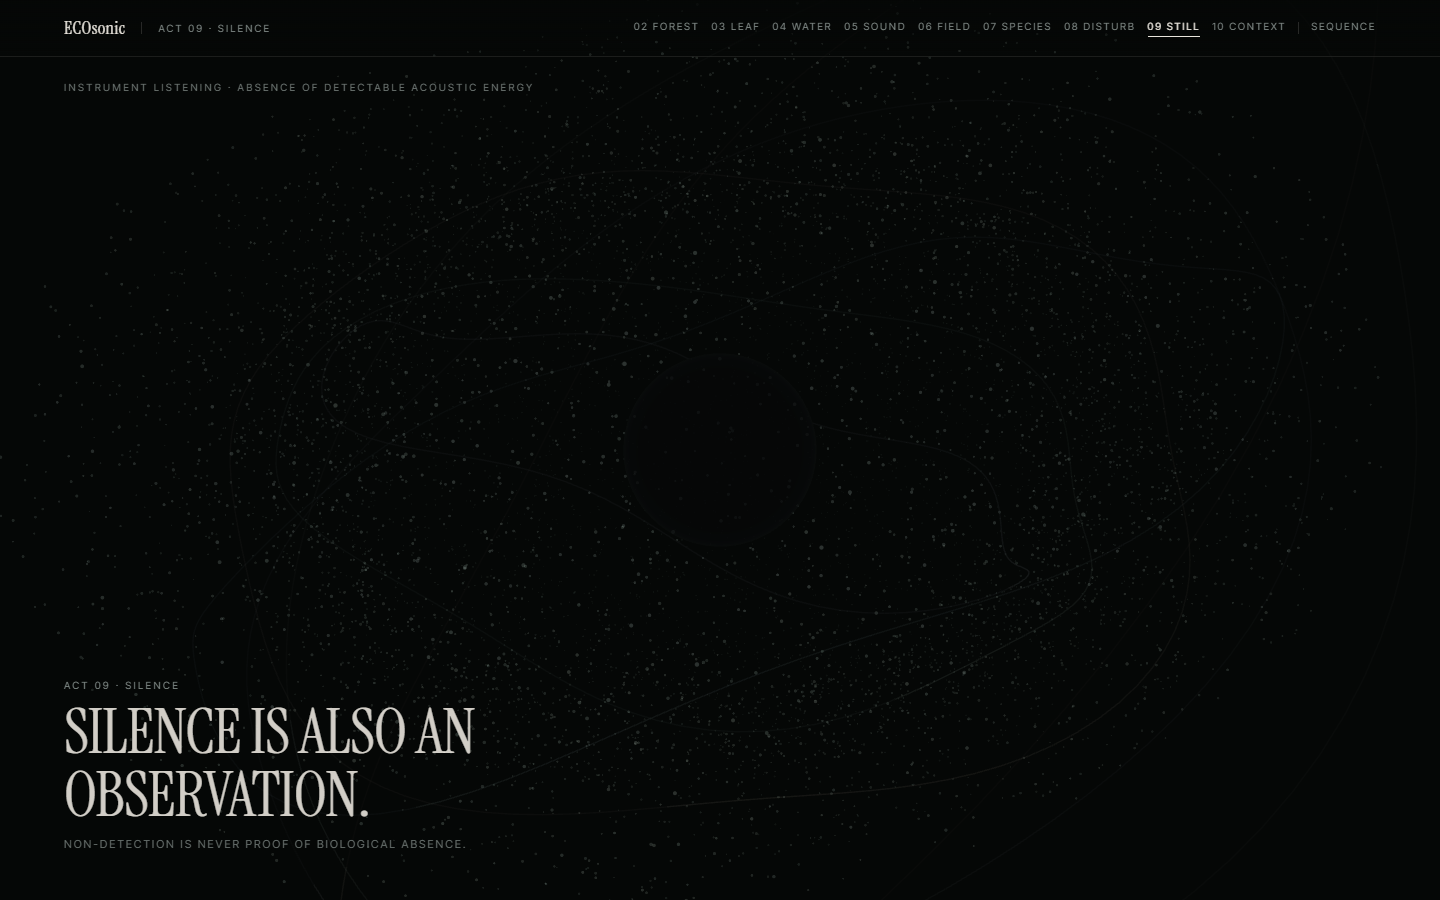 ECOsonic
ACT 09 · SILENCE
02 FOREST 03 LEAF 04 WATER 05 SOUND 06 FIELD 07 SPECIES 08 DISTURB 09 STILL 10 CONTEXT SEQUENCE
INSTRUMENT LISTENING · ABSENCE OF DETECTABLE ACOUSTIC ENERGY
ACT 09 · SILENCE
SILENCE IS ALSO AN
OBSERVATION.
NON-DETECTION IS NEVER PROOF OF BIOLOGICAL ABSENCE.